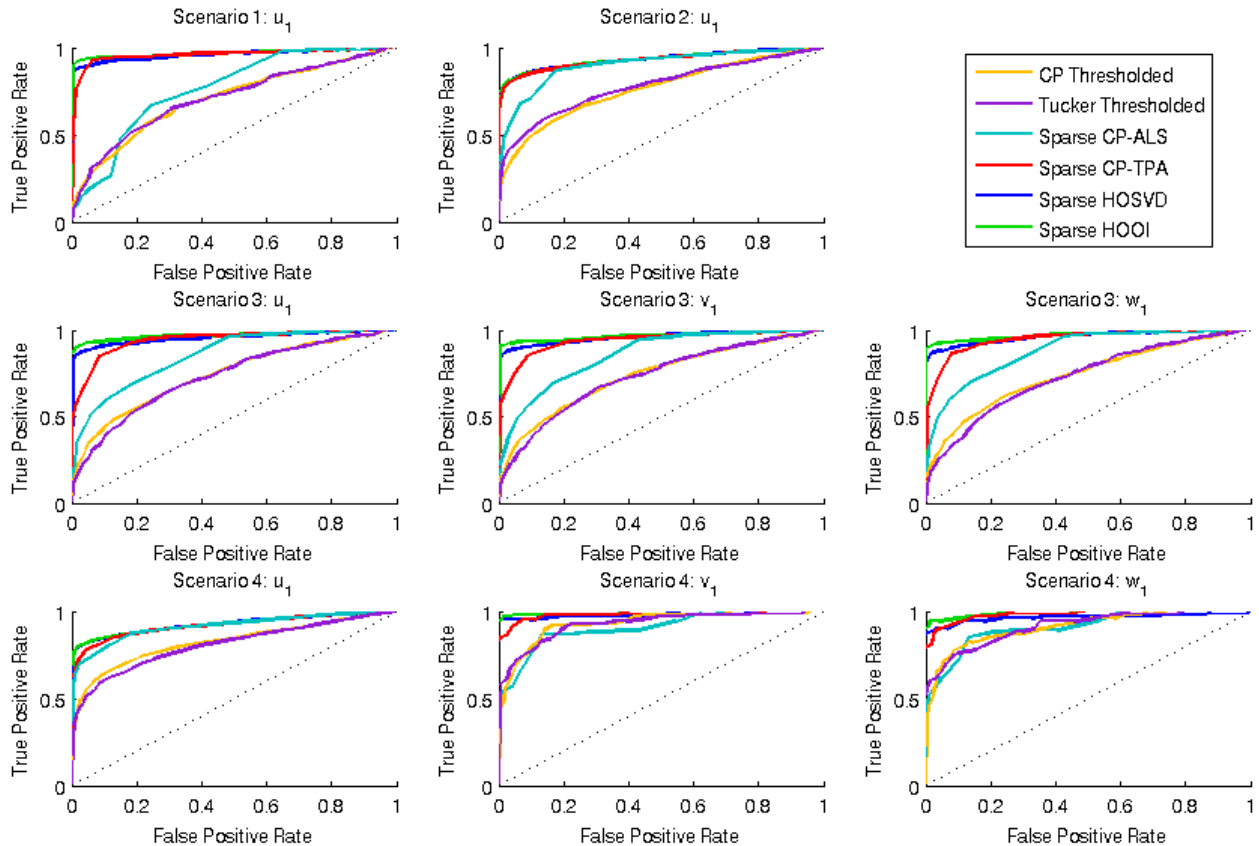 Scenario 1: u1
Scenario 2: u1
True Positive Rate
1
0.5
0
0 0.2 0.4 0.6 0.8 1
False Positive Rate
True Positive Rate
1
0.5
0
0 0.2 0.4 0.6 0.8 1
False Positive Rate
CP Thresholded
Tucker Thresholded
Sparse CP-ALS
Sparse CP-TPA
Sparse HOSVD
Sparse HOOI
Scenario 3: u1
Scenario 3: v1
Scenario 3: w1
True Positive Rate
1
0.5
0
0 0.2 0.4 0.6 0.8 1
False Positive Rate
True Positive Rate
1
0.5
0
0 0.2 0.4 0.6 0.8 1
False Positive Rate
True Positive Rate
1
0.5
0
0 0.2 0.4 0.6 0.8 1
False Positive Rate
Scenario 4: u1
Scenario 4: v1
Scenario 4: w1
True Positive Rate
1
0.5
0
0 0.2 0.4 0.6 0.8 1
False Positive Rate
True Positive Rate
1
0.5
0
0 0.2 0.4 0.6 0.8 1
False Positive Rate
True Positive Rate
1
0.5
0
0 0.2 0.4 0.6 0.8 1
False Positive Rate